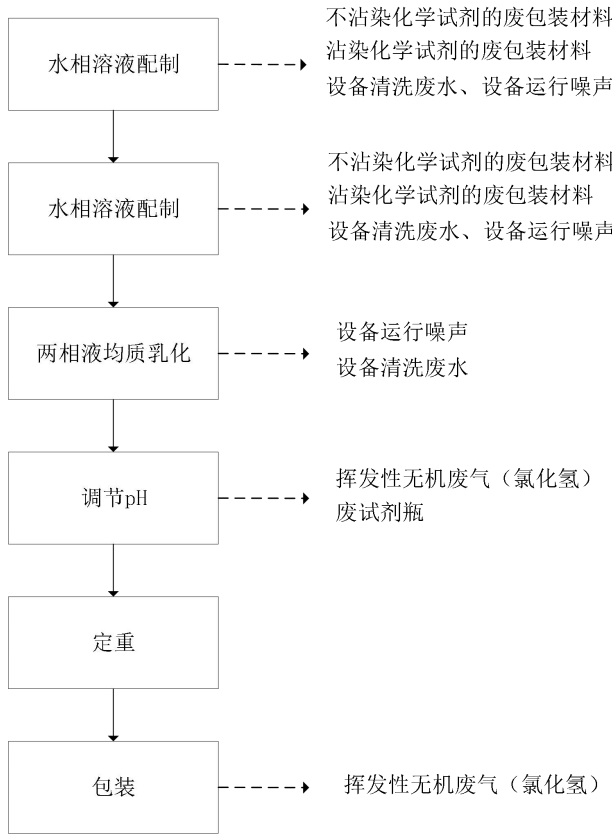 不沾染化学试剂的废包装材料
水相溶液配制
沾染化学试剂的废包装材料
设备清洗废水、设备运行噪声
不沾染化学试剂的废包装材料
水相溶液配制
沾染化学试剂的废包装材料
设备清洗废水、设备运行噪声
两相液均质乳化
设备运行噪声
设备清洗废水
调节pH
挥发性无机废气（氯化氢）
废试剂瓶
定重
包装
挥发性无机废气（氯化氢）